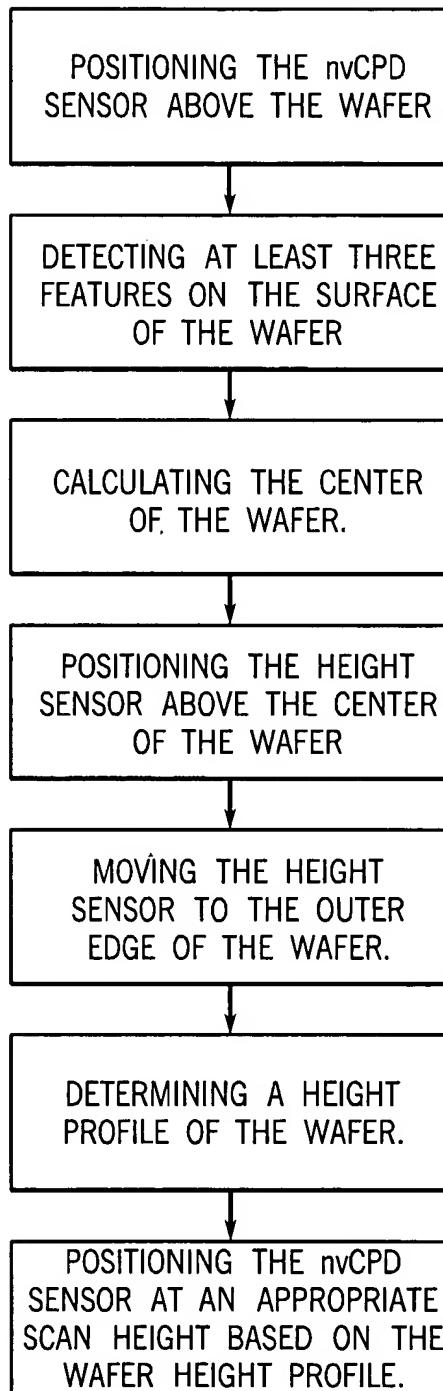 POSITIONING THE nvCPD
SENSOR ABOVE THE WAFER
DETECTING AT LEAST THREE
FEATURES ON THE SURFACE
OF THE WAFER
CALCULATING THE CENTER
OF THE WAFER.
POSITIONING THE HEIGHT
SENSOR ABOVE THE CENTER
OF THE WAFER
MOVING THE HEIGHT
SENSOR TO THE OUTER
EDGE OF THE WAFER.
DETERMINING A HEIGHT
PROFILE OF THE WAFER.
POSITIONING THE nvCPD
SENSOR AT AN APPROPRIATE
SCAN HEIGHT BASED ON THE
WAFER HEIGHT PROFILE.